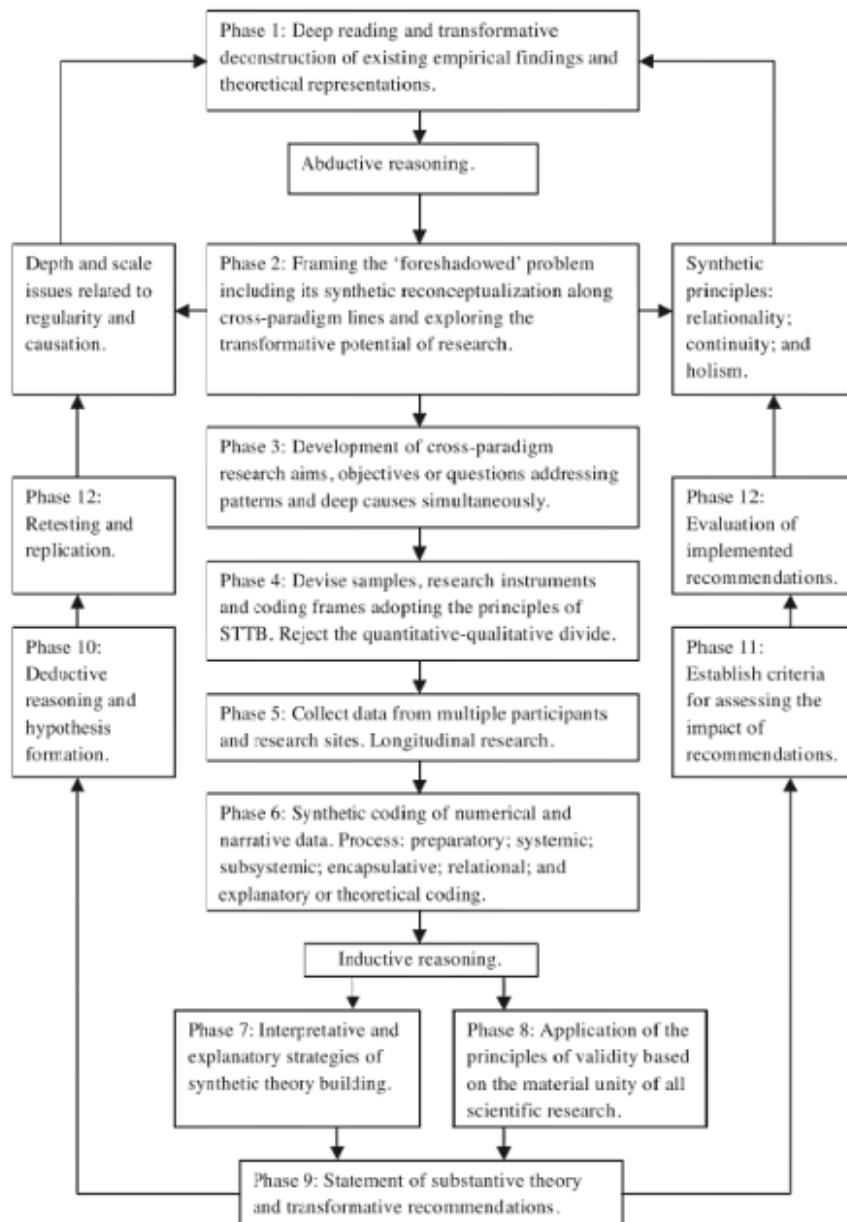 Phase 1: Deep reading and transformative
deconstruction of existing empirical findings and
theoretical representations.
Abductive reasoning.
Depth and scale
issues related to
regularity and
causation.
Phase 2: Framing the ‘foreshadowed’ problem
including its synthetic reconceptualization along
cross-paradigm lines and exploring the
transformative potential of research.
Synthetic
principles:
relationality;
continuity; and
holism.
Phase 3: Development of cross-paradigm
research aims, objectives or questions addressing
patterns and deep causes simultaneously.
Phase 12:
Retesting and
replication.
Phase 12:
Evaluation of
implemented
recommendations.
Phase 4: Devise samples, research instruments
and coding frames adopting the principles of
STTB. Reject the quantitative-qualitative divide.
Phase 10:
Deductive
reasoning and
hypothesis
formation.
Phase 11:
Establish criteria
for assessing the
impact of
recommendations.
Phase 5: Collect data from multiple participants
and research sites. Longitudinal research.
Phase 6: Synthetic coding of numerical and
narrative data. Process: preparatory; systemic;
subsystemic; encapsulative; relational; and
explanatory or theoretical coding.
Inductive reasoning.
Phase 7: Interpretative and
explanatory strategies of
synthetic theory building.
Phase 8: Application of the
principles of validity based
on the material unity of all
scientific research.
Phase 9: Statement of substantive theory
and transformative recommendations.